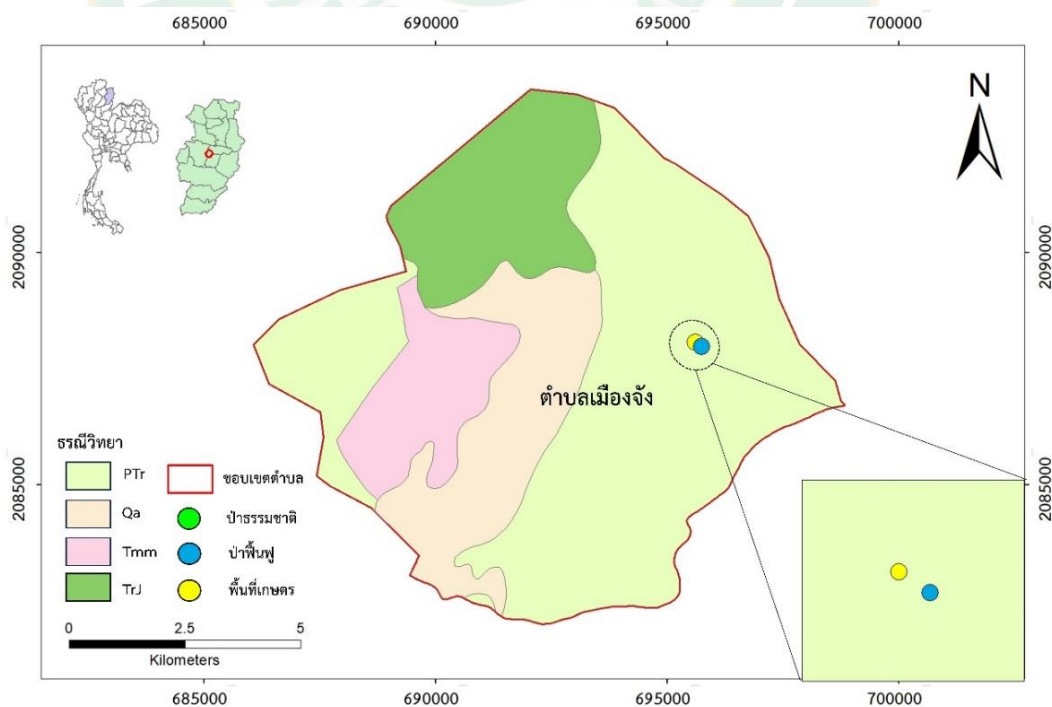 685000 690000 695000 700000
N
2090000 2090000
ตำบลเมืองจัง
ธรณีวิทยา
PTr ขอบเขตตำบล
2085000 2085000
Qa ป่าธรรมชาติ
Tmm ป่าฟื้นฟู
TrJ พื้นที่เกษตร
0 2.5 5
Kilometers
685000 690000 695000 700000